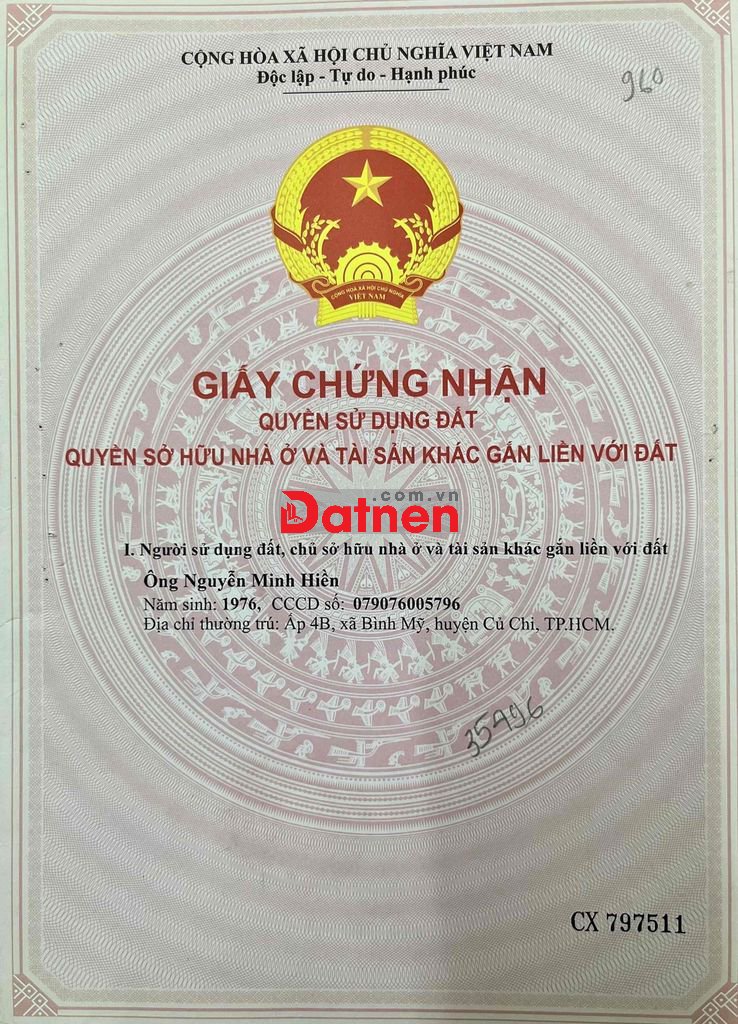 CỘNG HÒA XÃ HỘI CHỦ NGHĨA VIỆT NAM
Độc lập - Tự do - Hạnh phúc
960
CỘNG HÒA XÃ HỘI CHỦ NGHĨA
VIỆT NAM
GIẤY CHỨNG NHẬN
QUYỀN SỬ DỤNG ĐẤT
QUYỀN SỞ HỮU NHÀ Ở VÀ TÀI SẢN KHÁC GẮN LIỀN VỚI ĐẤT
.com.vn
Datnen
I. Người sử dụng đất, chủ sở hữu nhà ở và tài sản khác gắn liền với đất
Ông Nguyễn Minh Hiền
Năm sinh: 1976, CCCD số: 079076005796
Địa chỉ thường trú: Ấp 4B, xã Bình Mỹ, huyện Củ Chi, TP.HCM.
35496
CX 797511